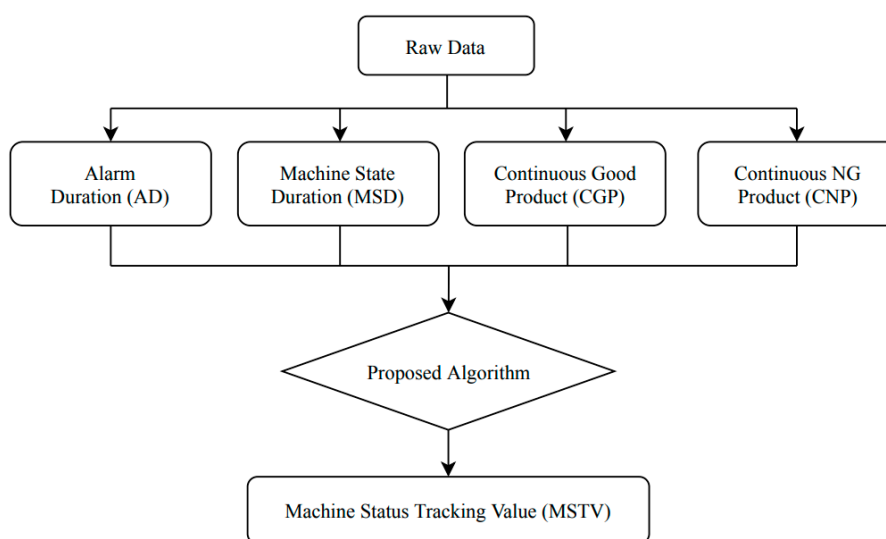 Raw Data
Alarm
Duration (AD)
Machine State
Duration (MSD)
Continuous Good
Product (CGP)
Continuous NG
Product (CNP)
Proposed Algorithm
Machine Status Tracking Value (MSTV)